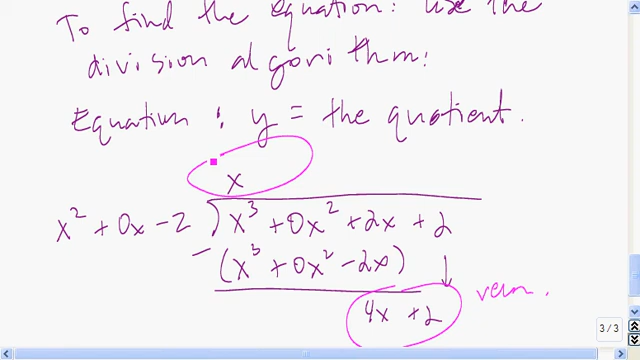 To find the equation: use the
division algorithm:
Equation : y = the quotient.
x
x² + 0x - 2 ) x³ + 0x² + 2x + 2
- (x³ + 0x² - 2x)
4x + 2
rem.
3/3